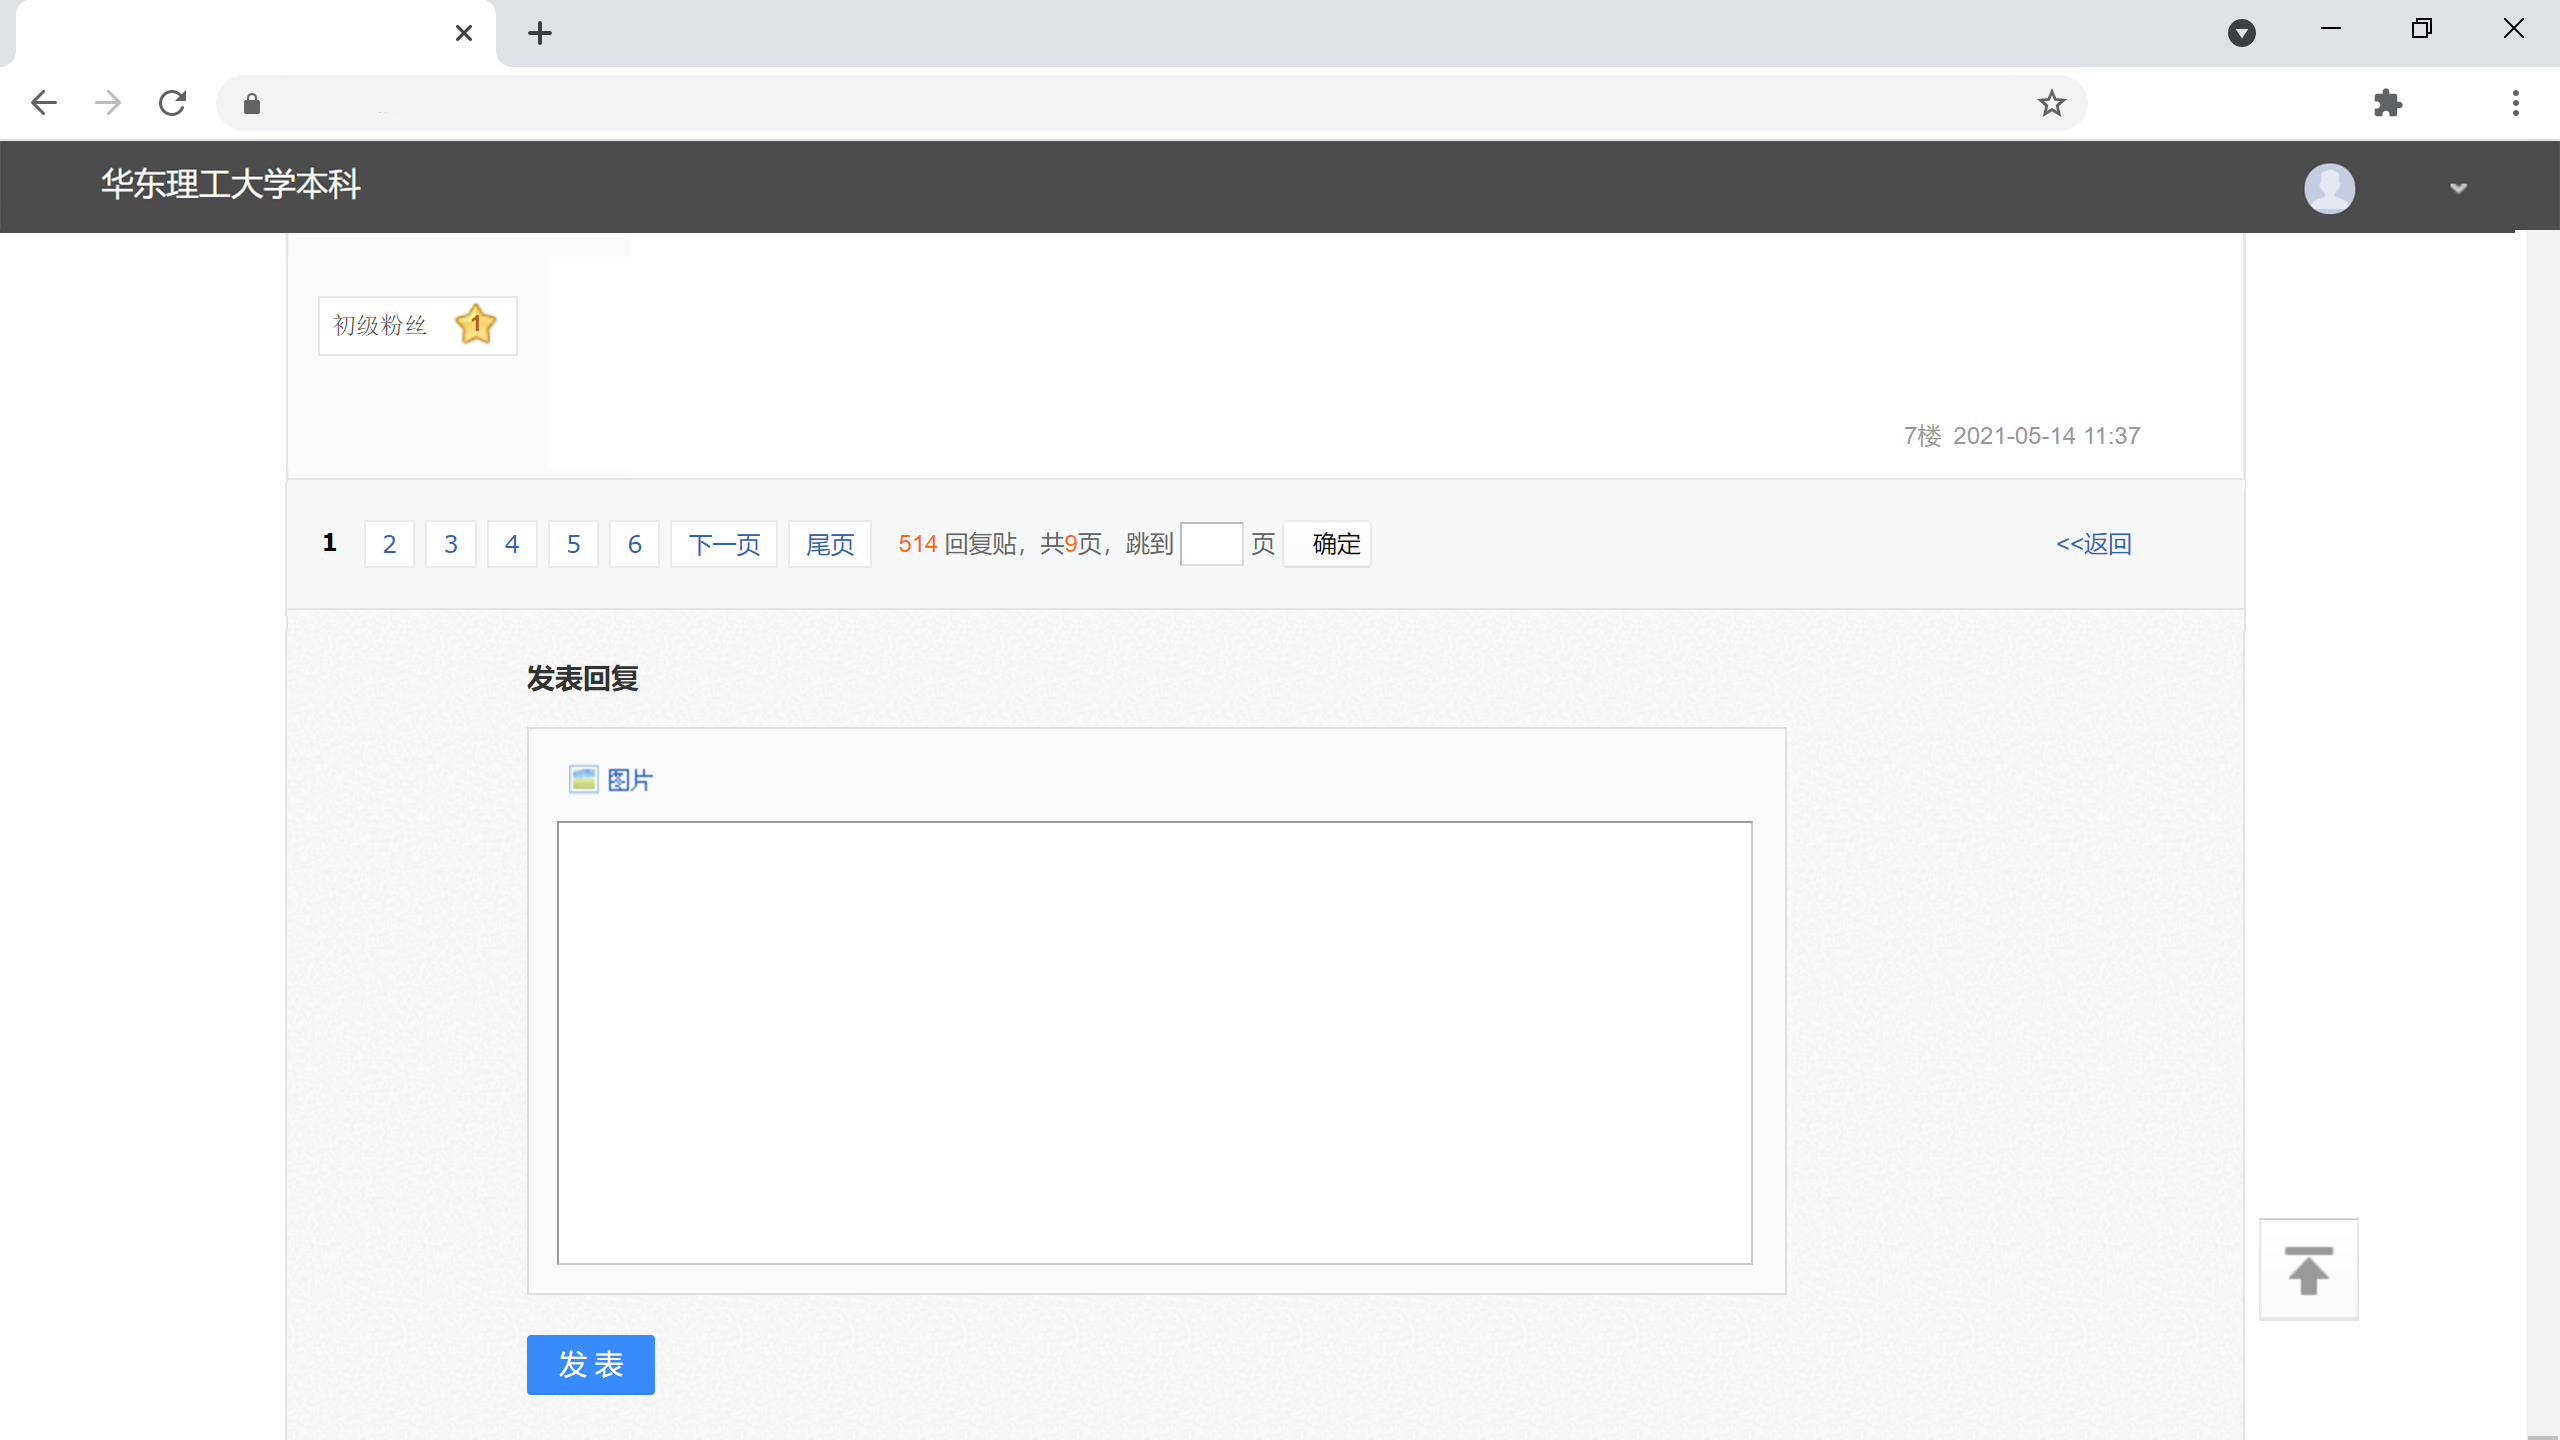 华东理工大学本科
初级粉丝 1
7楼 2021-05-14 11:37
1 2 3 4 5 6 下一页 尾页 514 回复贴，共9页，跳到 页 确定 <<返回
发表回复
图片
发表